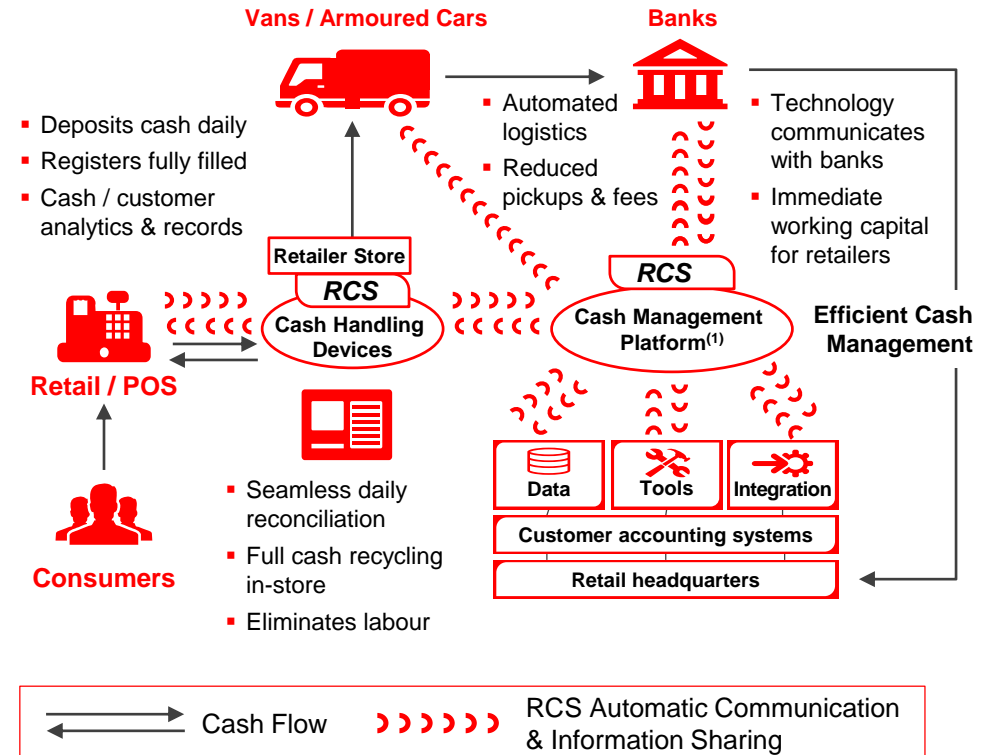 Vans / Armoured Cars
Banks
▪ Deposits cash daily
▪ Registers fully filled
▪ Cash / customer
analytics & records
▪ Automated
logistics
▪ Reduced
pickups & fees
▪ Technology
communicates
with banks
▪ Immediate
working capital
for retailers
Retailer Store
RCS
Cash Handling
Devices
RCS
Cash Management
Platform(1)
Efficient Cash
Management
Retail / POS
Consumers
▪ Seamless daily
reconciliation
▪ Full cash recycling
in-store
▪ Eliminates labour
Data
Tools
Integration
Customer accounting systems
Retail headquarters
Cash Flow
RCS Automatic Communication
& Information Sharing